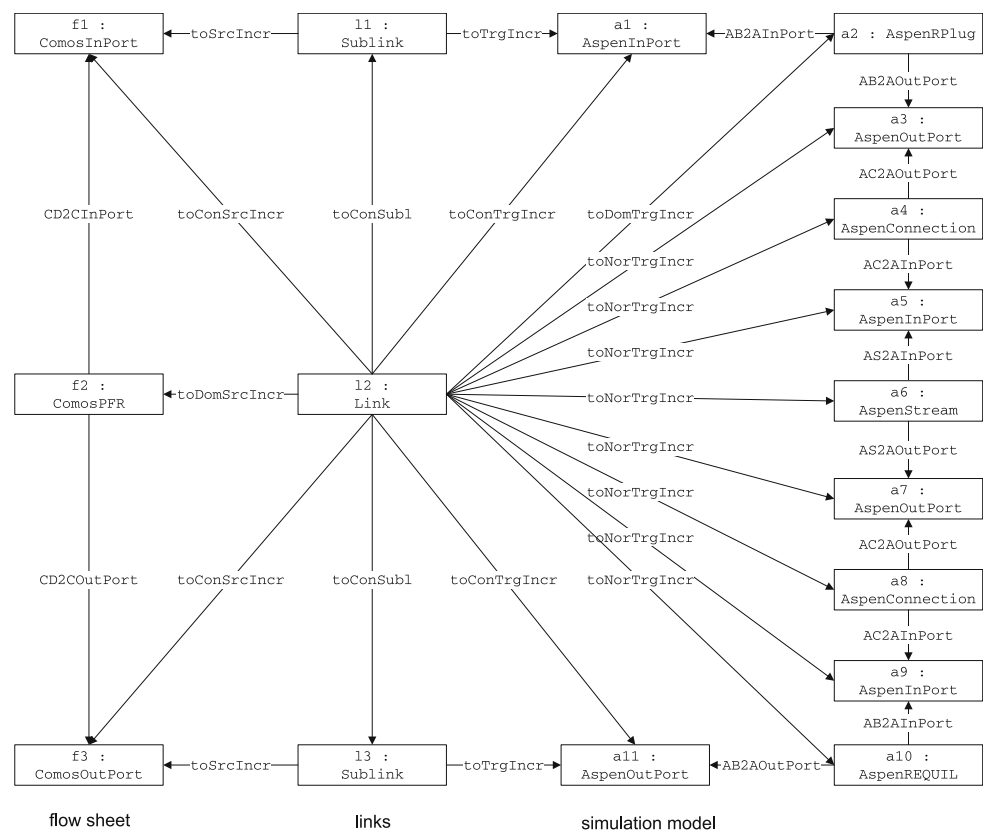 f1 :
ComosInPort
toSrcIncr
l1 :
Sublink
toTrgIncr
a1 :
AspenInPort
AB2AInPort
a2 : AspenRPlug
AB2AOutPort
a3 :
AspenOutPort
AC2AOutPort
CD2CInPort
toConSrcIncr
toConSubl
toConTrgIncr
toDomTrgIncr
a4 :
AspenConnection
toNorTrgIncr
AC2AInPort
toNorTrgIncr
a5 :
AspenInPort
toNorTrgIncr
AS2AInPort
f2 :
ComosPFR
toDomSrcIncr
l2 :
Link
toNorTrgIncr
a6 :
AspenStream
toNorTrgIncr
AS2AOutPort
toNorTrgIncr
a7 :
AspenOutPort
toNorTrgIncr
AC2AOutPort
CD2COutPort
toConSrcIncr
toConSubl
toConTrgIncr
toNorTrgIncr
a8 :
AspenConnection
AC2AInPort
a9 :
AspenInPort
AB2AInPort
f3 :
ComosOutPort
toSrcIncr
l3 :
Sublink
toTrgIncr
a11 :
AspenOutPort
AB2AOutPort
a10 :
AspenREQUIL
flow sheet
links
simulation model